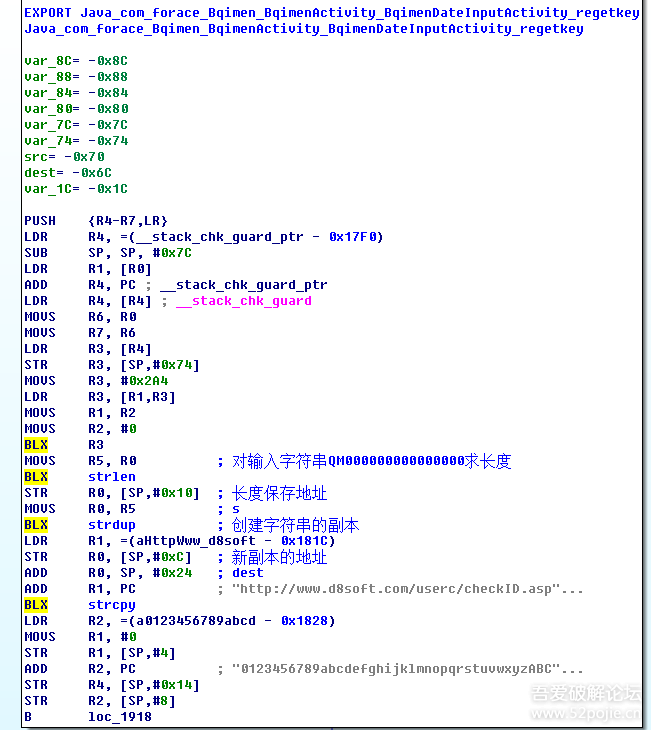 EXPORT Java_com_forace_Bqimen_BqimenActivity_BqimenDateInputActivity_regetkey
Java_com_forace_Bqimen_BqimenActivity_BqimenDateInputActivity_regetkey
var_8C= -0x8C
var_88= -0x88
var_84= -0x84
var_80= -0x80
var_7C= -0x7C
var_74= -0x74
src= -0x70
dest= -0x6C
var_1C= -0x1C
PUSH {R4-R7,LR}
LDR R4, =(__stack_chk_guard_ptr - 0x17F0)
SUB SP, SP, #0x7C
LDR R1, [R0]
ADD R4, PC ; __stack_chk_guard_ptr
LDR R4, [R4] ; __stack_chk_guard
MOVS R6, R0
MOVS R7, R6
LDR R3, [R4]
STR R3, [SP,#0x74]
MOVS R3, #0x2A4
LDR R3, [R1,R3]
MOVS R1, R2
MOVS R2, #0
BLX R3
MOVS R5, R0 ; 对输入字符串QM000000000000000求长度
BLX strlen
STR R0, [SP,#0x10] ; 长度保存地址
MOVS R0, R5 ; s
BLX strdup ; 创建字符串的副本
LDR R1, =(aHttpWww_d8soft - 0x181C)
STR R0, [SP,#0xC] ; 新副本的地址
ADD R0, SP, #0x24 ; dest
ADD R1, PC ; "http://www.d8soft.com/userc/checkID.asp"...
BLX strcpy
LDR R2, =(a0123456789abcd - 0x1828)
MOVS R1, #0
STR R1, [SP,#4]
ADD R2, PC ; "0123456789abcdefghijklmnopqrstuvwxyzABC"...
STR R4, [SP,#0x14]
STR R2, [SP,#8]
B loc_1918
吾爱破解论坛
www.52pojie.cn